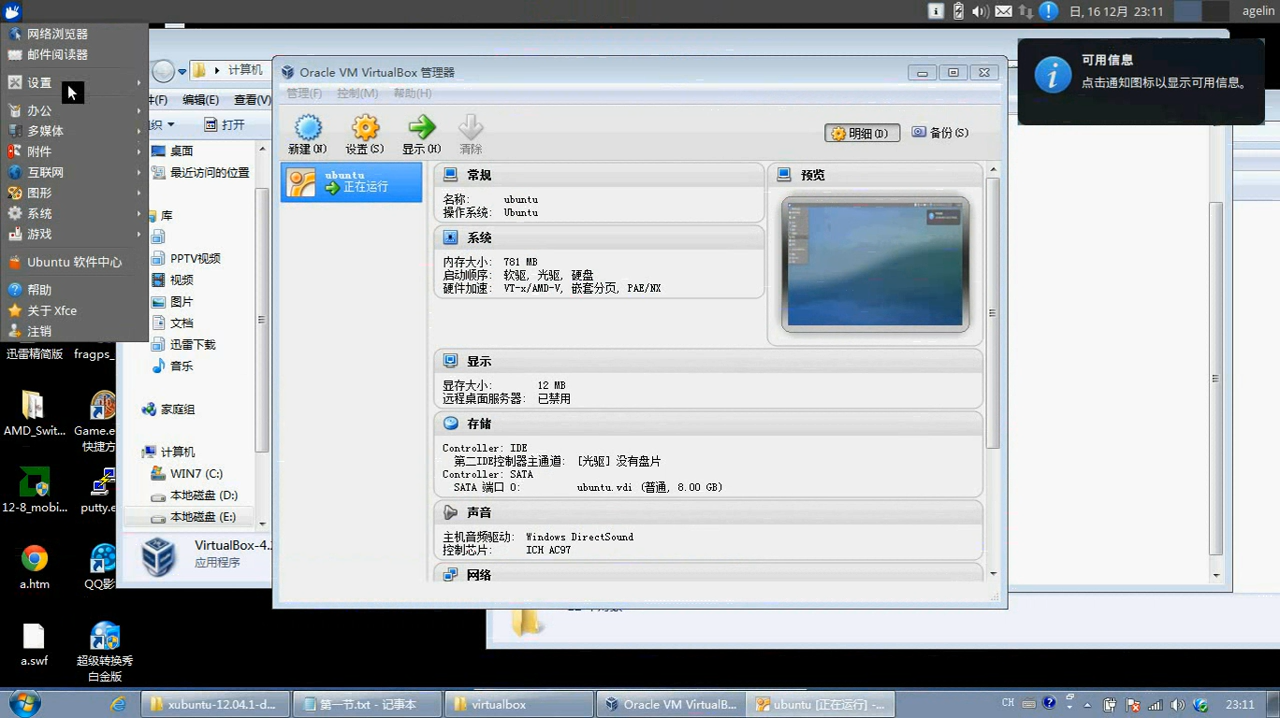 日, 16 12月 23:11
agelin
网络浏览器
邮件阅读器
设置
办公
多媒体
附件
互联网
图形
系统
游戏
Ubuntu 软件中心
帮助
关于 Xfce
注销
计算机
编辑(E)
查看(V)
打开
桌面
最近访问的位置
库
PPTV视频
视频
图片
文档
迅雷下载
音乐
家庭组
计算机
WIN7 (C:)
本地磁盘 (D:)
本地磁盘 (E:)
VirtualBox-4.
应用程序
Oracle VM VirtualBox 管理器
管理(F) 控制(M) 帮助(H)
新建(N) 设置(S) 显示(H) 清除
明细(D) 备份(S)
ubuntu
正在运行
常规
名称: ubuntu
操作系统: Ubuntu
系统
内存大小: 781 MB
启动顺序: 软驱, 光驱, 硬盘
硬件加速: VT-x/AMD-V, 嵌套分页, PAE/NX
预览
显示
显存大小: 12 MB
远程桌面服务器: 已禁用
存储
Controller: IDE
第二IDE控制器主通道: [光驱] 没有盘片
Controller: SATA
SATA 端口 0: ubuntu.vdi (普通, 8.00 GB)
声音
主机音频驱动: Windows DirectSound
控制芯片: ICH AC97
网络
可用信息
点击通知图标以显示可用信息。
迅雷精简版
fragps_
AMD_Swit...
Game.e
快捷方
12-8_mobi...
putty.e
a.htm
QQ影
a.swf
超级转换秀
白金版
xubuntu-12.04.1-d...
第一节.txt - 记事本
virtualbox
Oracle VM VirtualB...
ubuntu [正在运行] -...
CH
23:11